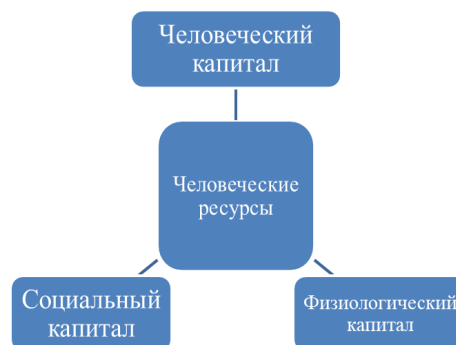 Человеческий
капитал
Человеческие
ресурсы
Социальный
капитал
Физиологический
капитал